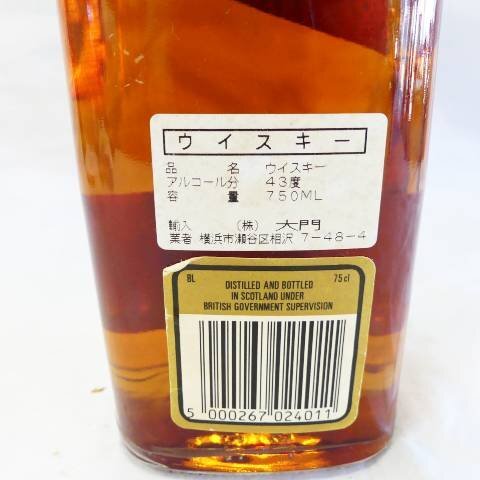 ウイスキー
品名 ウイスキー
アルコール分 43度
容量 750ML
輸入 (株) 大門
業者 横浜市瀬谷区相沢 7-48-4
BL 75 cl
DISTILLED AND BOTTLED
IN SCOTLAND UNDER
BRITISH GOVERNMENT SUPERVISION
5 000267 024011